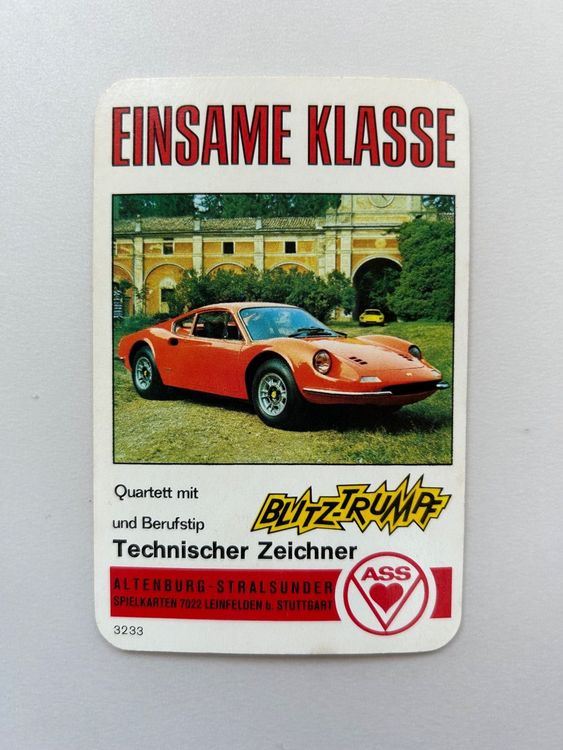 EINSAME KLASSE
Quartett mit
BLITZ-TRUMPF
und Berufstip
Technischer Zeichner
ALTENBURG-STRALSUNDER
SPIELKARTEN 7022 LEINFELDEN b. STUTTGART
ASS
3233